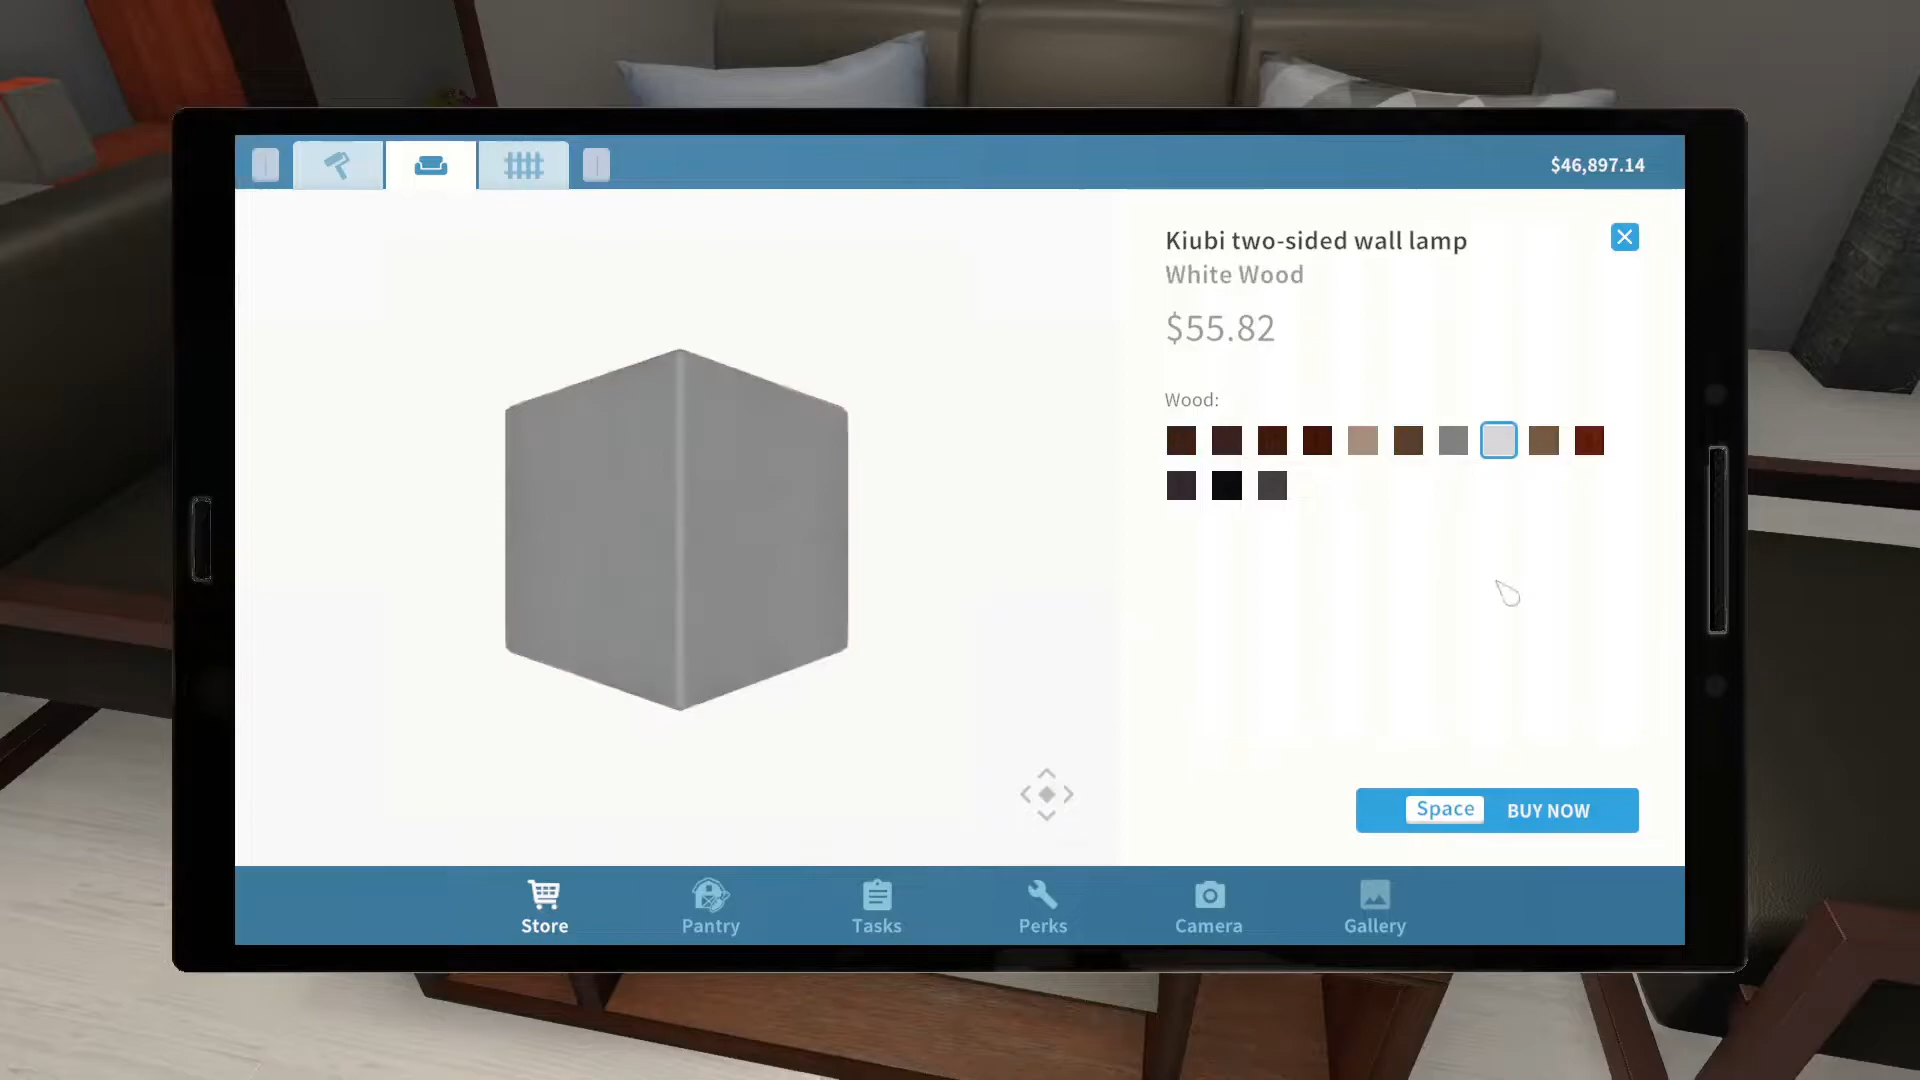 $46,897.14
Kiubi two-sided wall lamp
White Wood
$55.82
Wood:
Space BUY NOW
Store Pantry Tasks Perks Camera Gallery